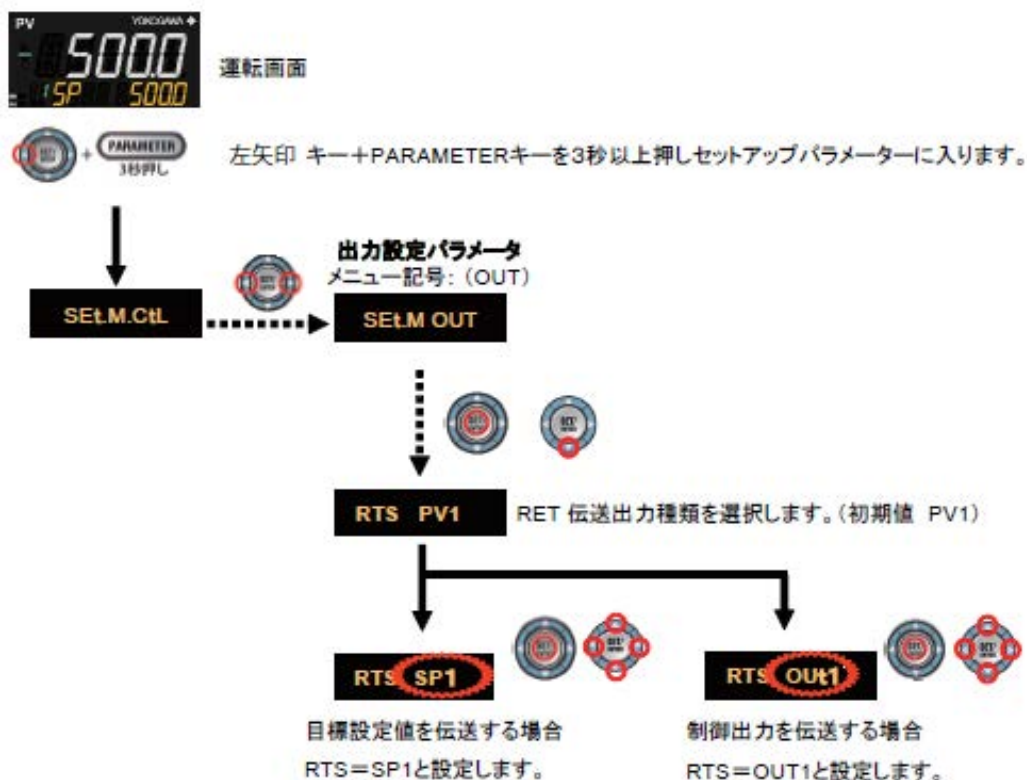 PV
YOKOGAWA
500.0
SP 500.0
運転画面
PARAMETER
3秒押し
左矢印 キー+PARAMETERキーを3秒以上押しセットアップパラメーターに入ります。
出力設定パラメータ
メニュー記号:(OUT)
SEt.M.CtL
SEt.M OUT
RTS PV1
RET 伝送出力種類を選択します。(初期値 PV1)
RTS SP1
RTS OUt1
目標設定値を伝送する場合
RTS=SP1と設定します。
制御出力を伝送する場合
RTS=OUT1と設定します。